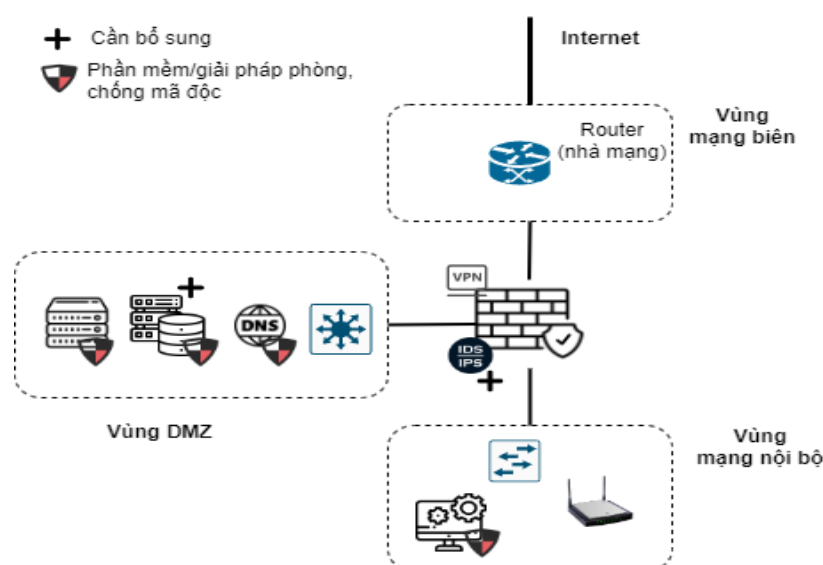 Cần bổ sung
Phần mềm/giải pháp phòng,
chống mã độc
Internet
Vùng
mạng biên
Router
(nhà mạng)
VPN
DNS
IDS
IPS
Vùng DMZ
Vùng
mạng nội bộ